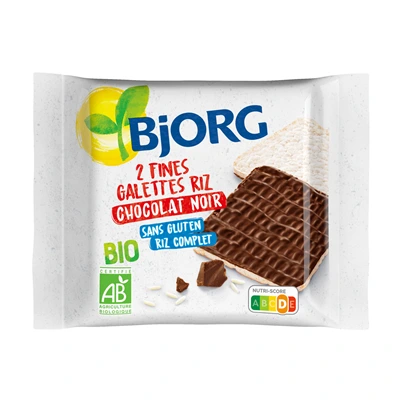 BjORG
2 FINES
GALETTES RIZ
CHOCOLAT NOIR
SANS GLUTEN
RIZ COMPLET
BIO
CERTIFIÉ
AB
AGRICULTURE
BIOLOGIQUE
NUTRI-SCORE
A B C D E